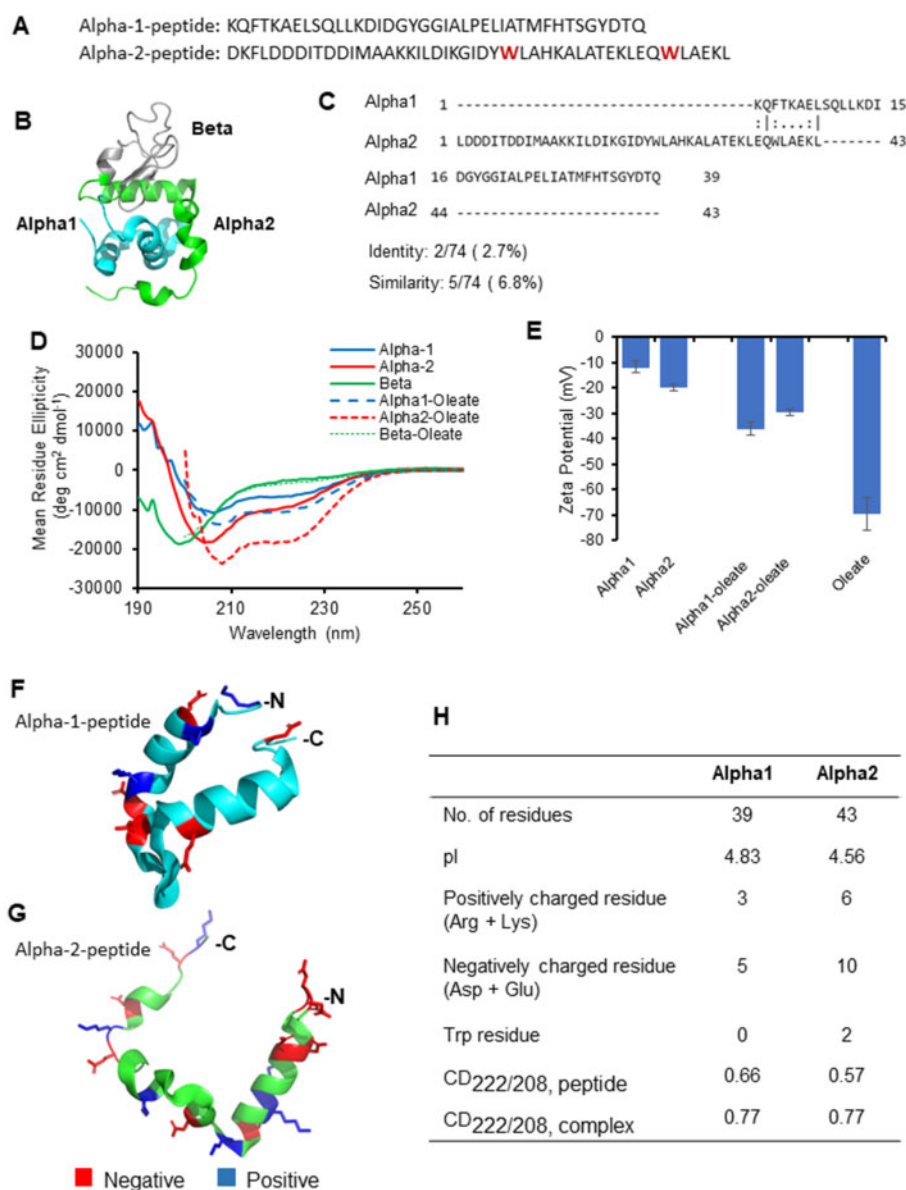 A
Alpha-1-peptide: KQFTKAELSQLLKDIDGYGGIALPELIATMFHTSGYDTQ
Alpha-2-peptide: DKFLDDDITDDIMAAKKILDIKGIDYWLAHKALATEKLEQWLAEKL
B
Beta
Alpha1
Alpha2
C
Alpha1 1 ------------------------------------KQFTKAELSQLLKDI 15
:|:...:|
Alpha2 1 LDDDITDDIMAAKKILDIKGIDYWLAHKALATEKLEQWLAEKL------- 43
Alpha1 16 DGYGGIALPELIATMFHTSGYDTQ 39
Alpha2 44 ------------------------ 43
Identity: 2/74 ( 2.7%)
Similarity: 5/74 ( 6.8%)
D
Mean Residue Ellipticity
(deg cm2 dmol-1)
30000
20000
10000
0
-10000
-20000
-30000
190 210 230 250
Wavelength (nm)
Alpha-1
Alpha-2
Beta
Alpha1-Oleate
Alpha2-Oleate
Beta-Oleate
E
Zeta Potential (mV)
0
-10
-20
-30
-40
-50
-60
-70
-80
Alpha1
Alpha2
Alpha1-oleate
Alpha2-oleate
Oleate
F
Alpha-1-peptide
-N
-C
G
Alpha-2-peptide
-C
-N
Negative Positive
H
Alpha1 Alpha2
No. of residues 39 43
pI 4.83 4.56
Positively charged residue 3 6
(Arg + Lys)
Negatively charged residue 5 10
(Asp + Glu)
Trp residue 0 2
CD222/208, peptide 0.66 0.57
CD222/208, complex 0.77 0.77